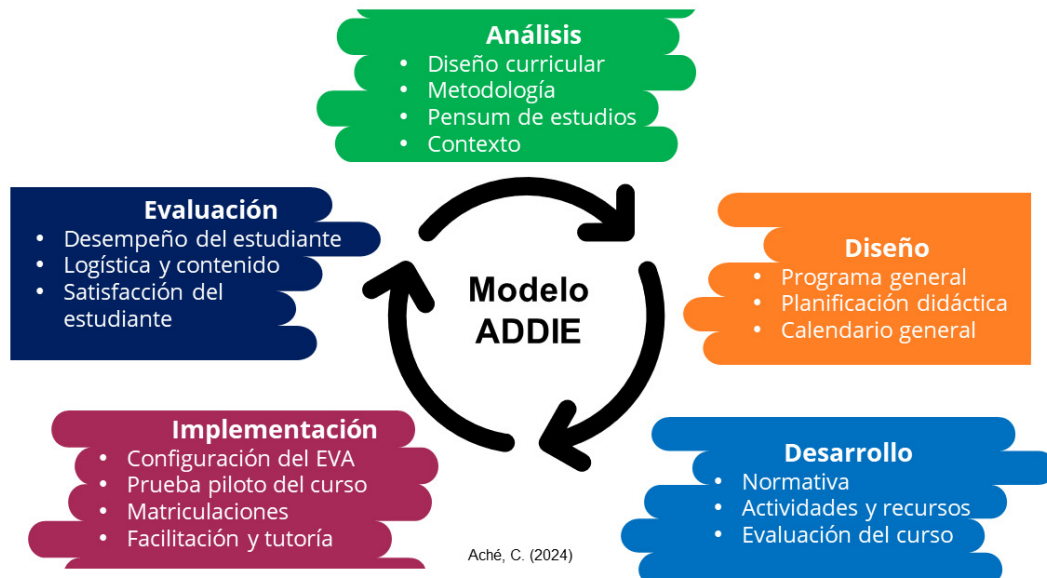 Análisis
• Diseño curricular
• Metodología
• Pensum de estudios
• Contexto
Evaluación
• Desempeño del estudiante
• Logística y contenido
• Satisfacción del
estudiante
Modelo
ADDIE
Diseño
• Programa general
• Planificación didáctica
• Calendario general
Implementación
• Configuración del EVA
• Prueba piloto del curso
• Matriculaciones
• Facilitación y tutoría
Desarrollo
• Normativa
• Actividades y recursos
• Evaluación del curso
Aché, C. (2024)